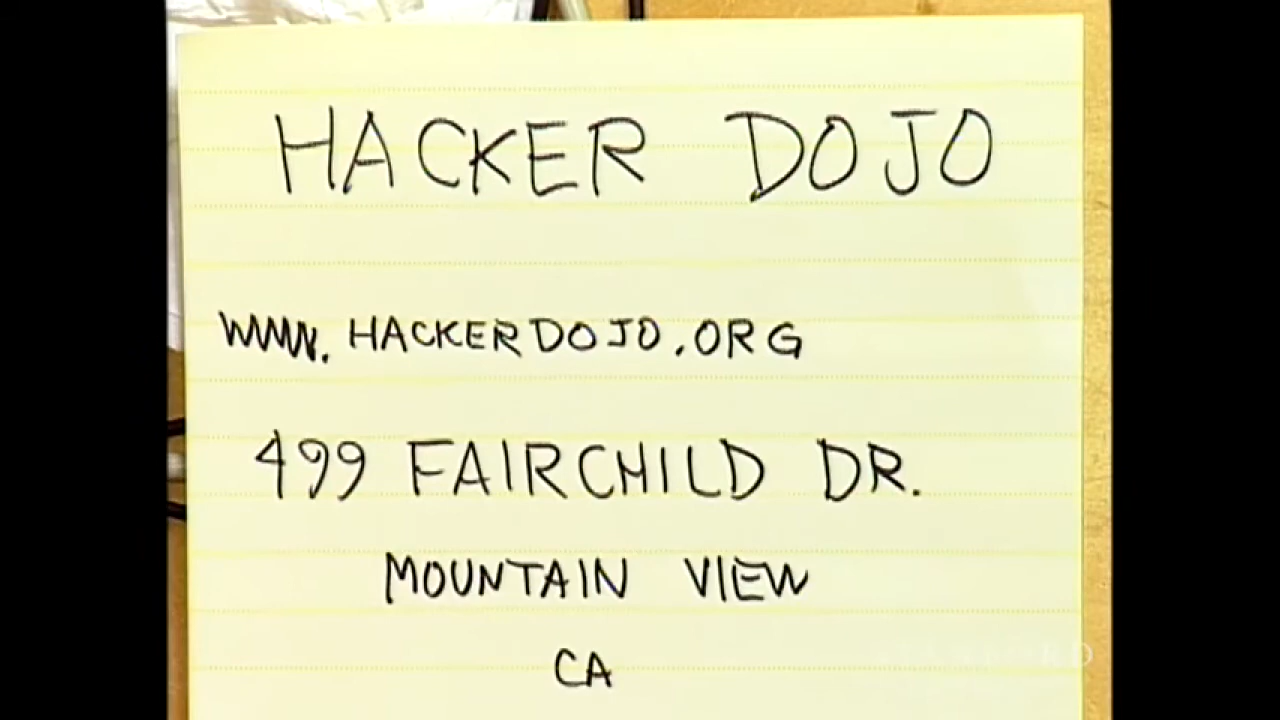 HACKER DOJO
WWW.HACKERDOJO.ORG
499 FAIRCHILD DR.
MOUNTAIN VIEW
CA